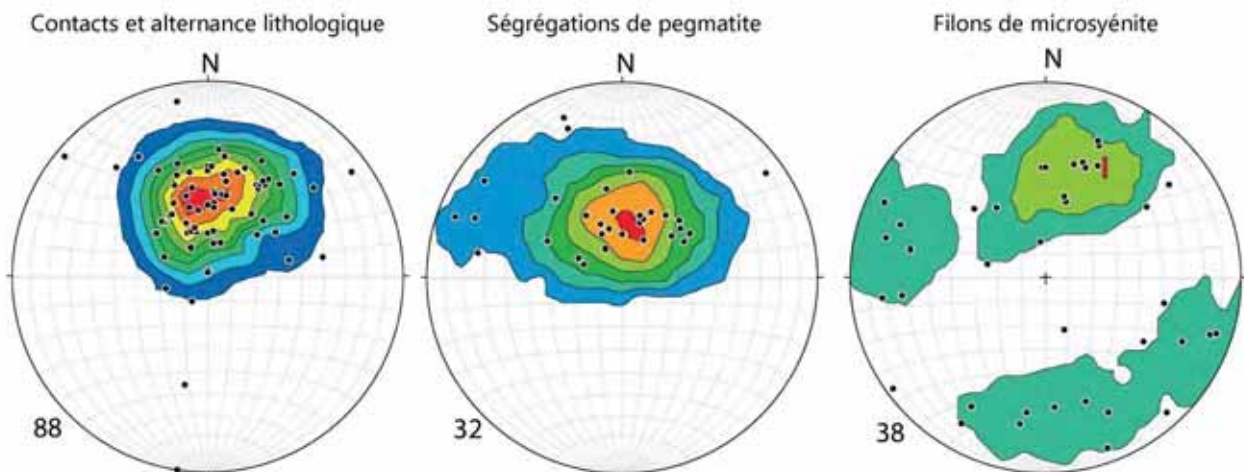 Contacts et alternance lithologique
Ségrégations de pegmatite
Filons de microsyénite
N
N
N
88
32
38